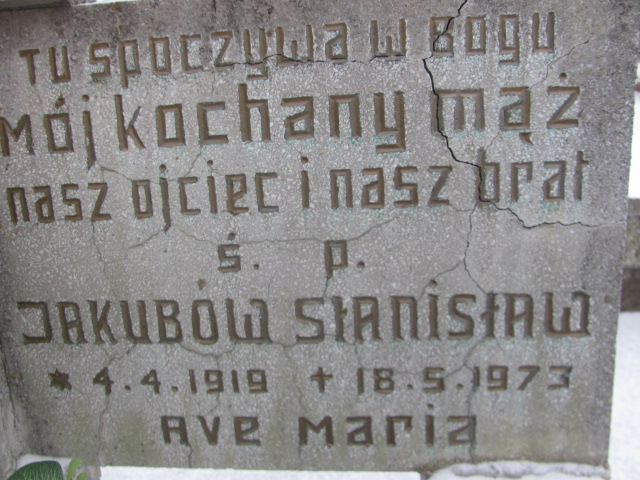 Tu spoczywa w Bogu
Mój kochany mąż
nasz ojciec i nasz brat
ś. p.
JAKUBÓW STANISŁAW
* 4.4.1919 + 18.5.1973
AVE MARIA